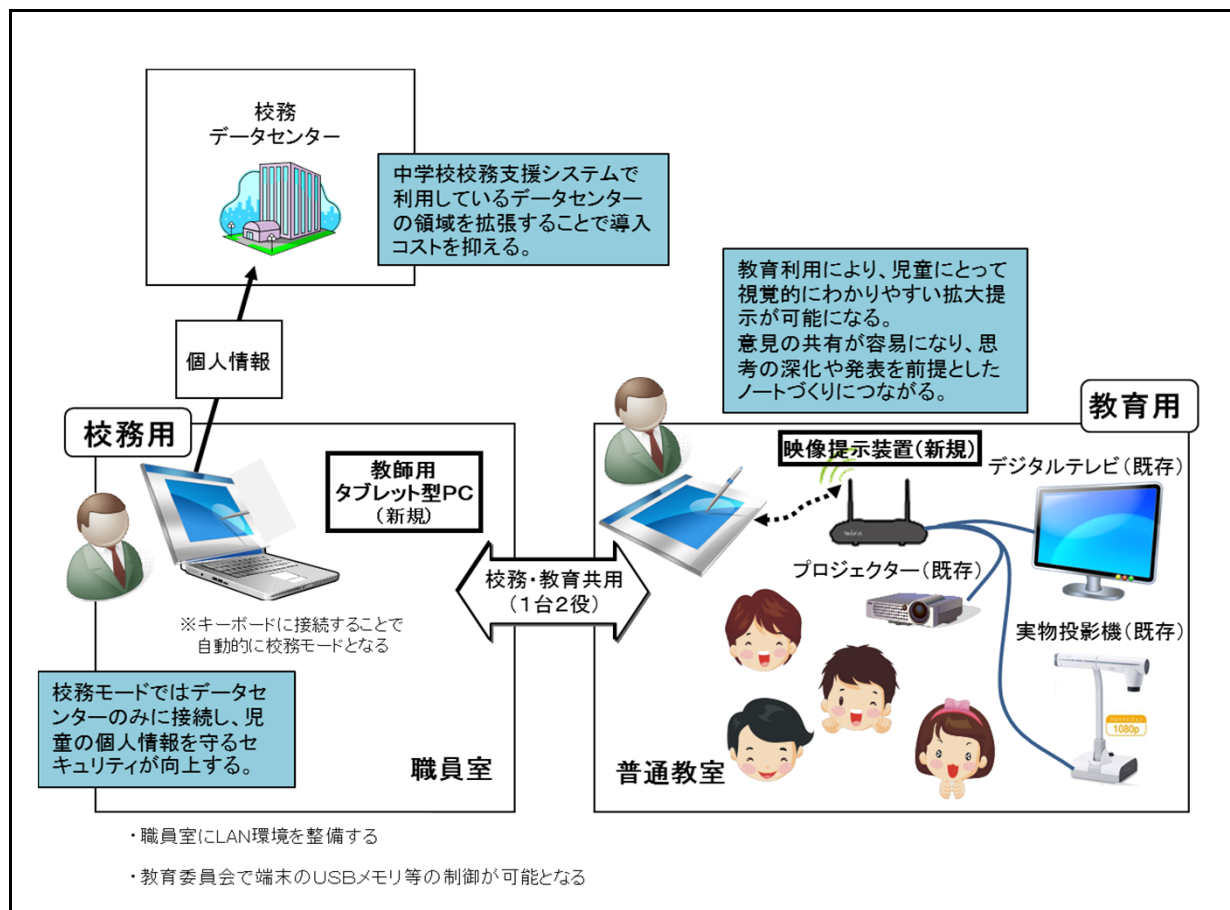 校務
データセンター
中学校校務支援システムで
利用しているデータセンター
の領域を拡張することで導入
コストを抑える。
教育利用により、児童にとって
視覚的にわかりやすい拡大提
示が可能になる。
意見の共有が容易になり、思
考の深化や発表を前提とした
ノートづくりにつながる。
個人情報
校務用
教育用
教師用
タブレット型PC
（新規）
映像提示装置（新規）
デジタルテレビ（既存）
校務・教育共用
（１台２役）
プロジェクター（既存）
※キーボードに接続することで
自動的に校務モードとなる
実物投影機（既存）
1080p
校務モードではデータセ
ンターのみに接続し、児
童の個人情報を守るセ
キュリティが向上する。
職員室
普通教室
・職員室にLAN環境を整備する
・教育委員会で端末のUSBメモリ等の制御が可能となる